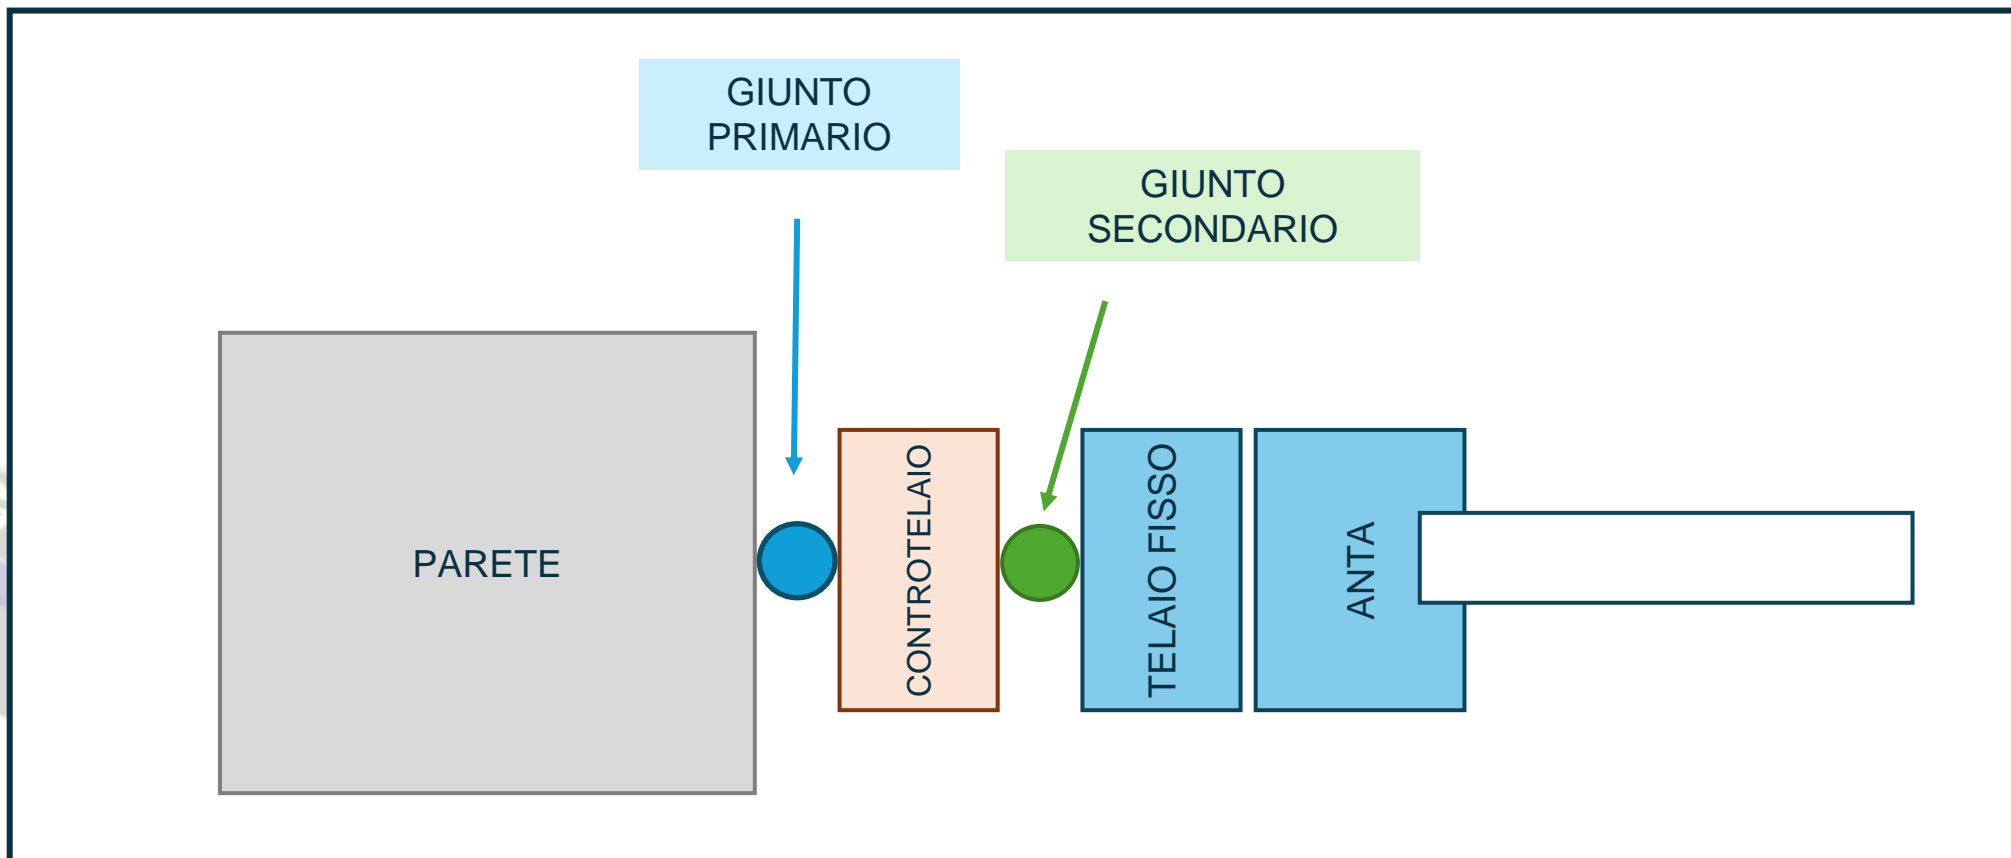 GIUNTO
PRIMARIO
GIUNTO
SECONDARIO
PARETE
CONTROTELAIO
TELAIO FISSO
ANTA